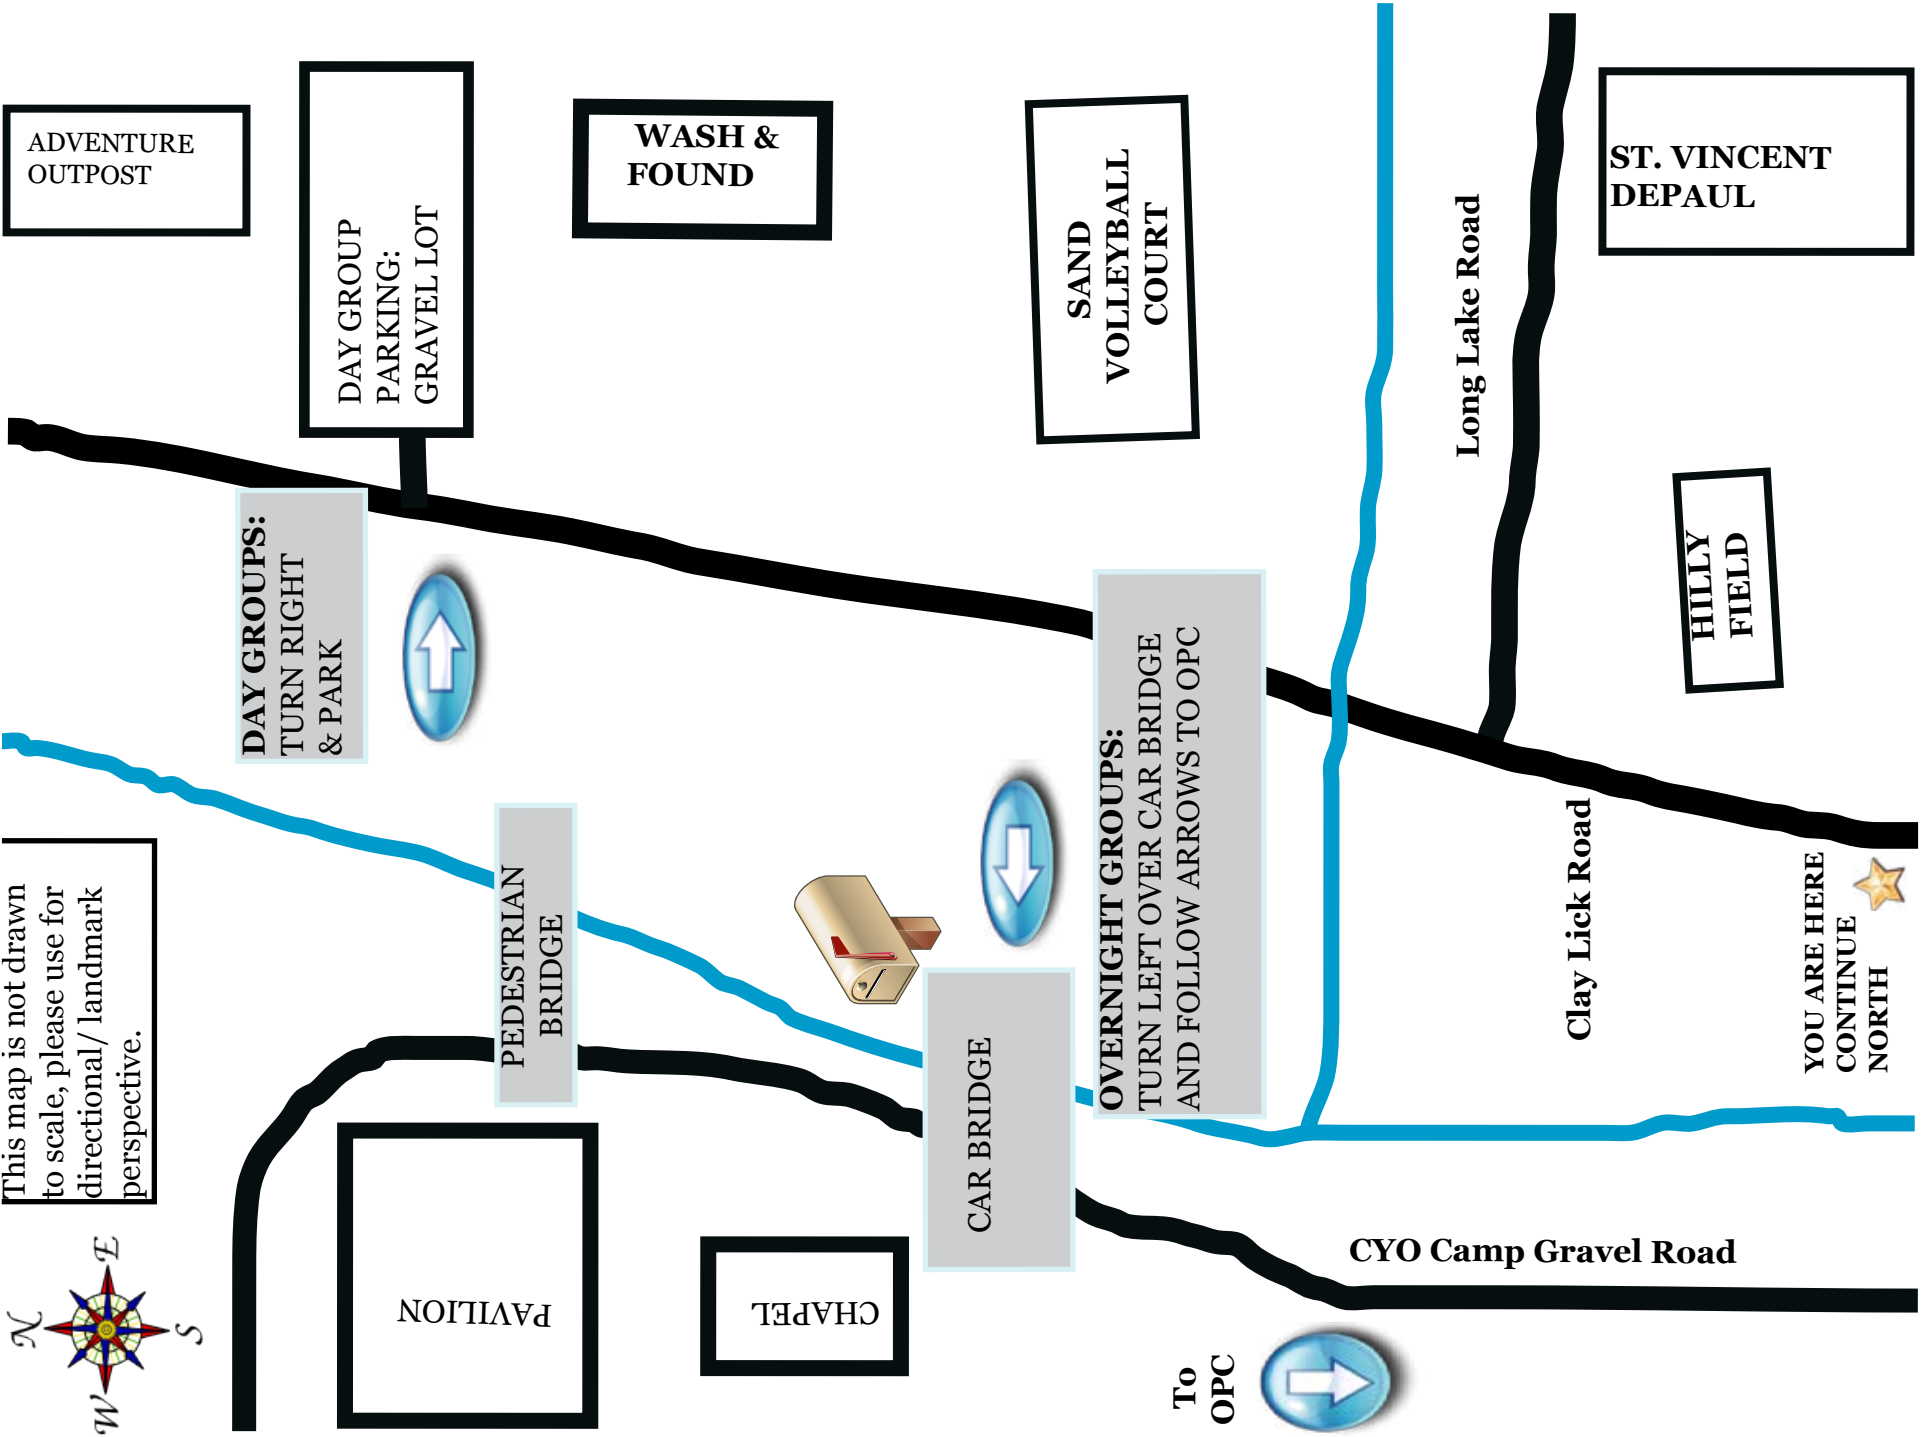 ADVENTURE
OUTPOST
DAY GROUP
PARKING:
GRAVEL LOT
WASH &
FOUND
SAND
VOLLEYBALL
COURT
Long Lake Road
ST. VINCENT
DEPAUL
HILLY
FIELD
DAY GROUPS:
TURN RIGHT
& PARK
OVERNIGHT GROUPS:
TURN LEFT OVER CAR BRIDGE
AND FOLLOW ARROWS TO OPC
Clay Lick Road
YOU ARE HERE
CONTINUE
NORTH
This map is not drawn
to scale, please use for
directional/ landmark
perspective.
PEDESTRIAN
BRIDGE
CAR BRIDGE
CYO Camp Gravel Road
PAVILION
CHAPEL
To
OPC
N
E
S
W